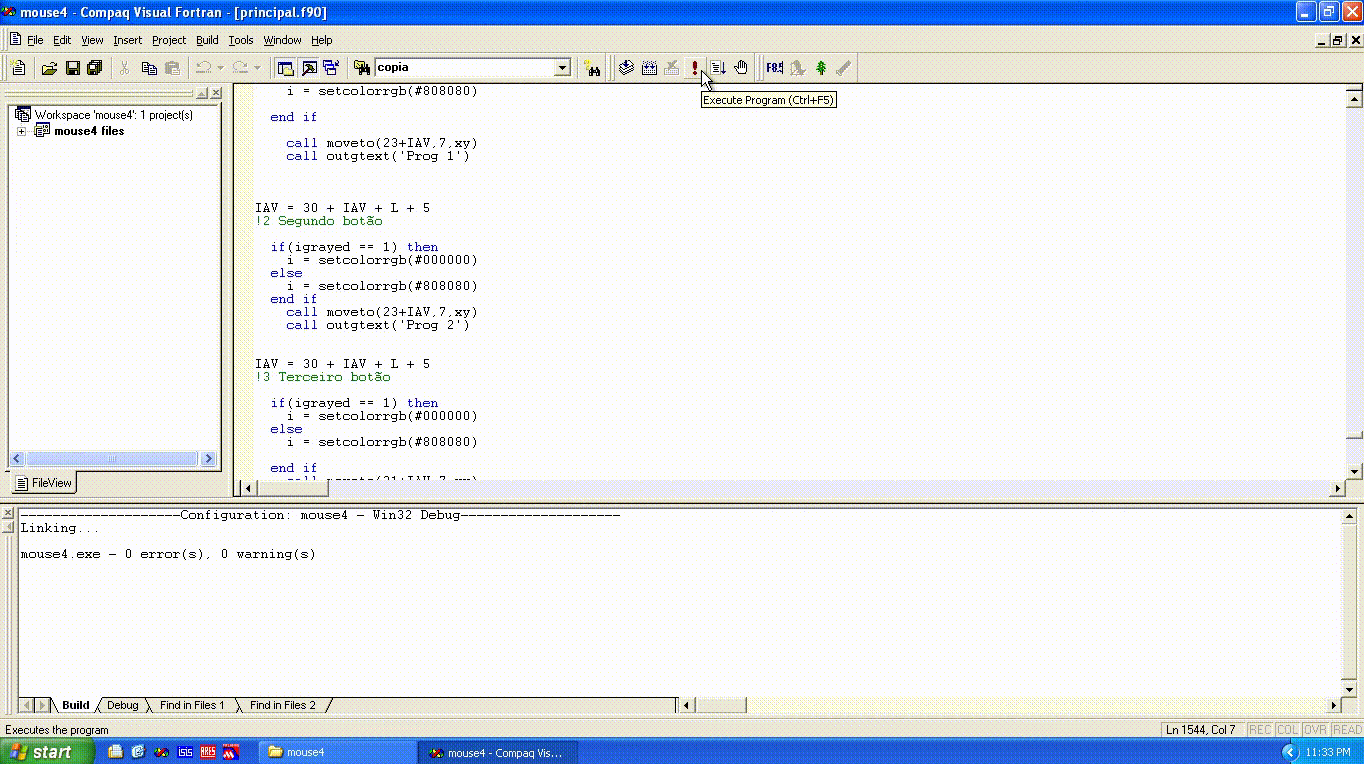 mouse4 - Compaq Visual Fortran - [principal.f90]
File Edit View Insert Project Build Tools Window Help
copia
Execute Program (Ctrl+F5)
Workspace 'mouse4': 1 project(s)
mouse4 files
FileView
i = setcolorrgb(#808080)
end if
call moveto(23+IAV,7,xy)
call outgtext('Prog 1')
IAV = 30 + IAV + L + 5
!2 Segundo botão
if(igrayed == 1) then
i = setcolorrgb(#000000)
else
i = setcolorrgb(#808080)
end if
call moveto(23+IAV,7,xy)
call outgtext('Prog 2')
IAV = 30 + IAV + L + 5
!3 Terceiro botão
if(igrayed == 1) then
i = setcolorrgb(#000000)
else
i = setcolorrgb(#808080)
end if
--------------------Configuration: mouse4 - Win32 Debug--------------------
Linking...
mouse4.exe - 0 error(s), 0 warning(s)
Build Debug Find in Files 1 Find in Files 2
Executes the program
Ln 1544, Col 7 REC COL OVR READ
start
ISIS
mouse4
mouse4 - Compaq Vis...
11:33 PM